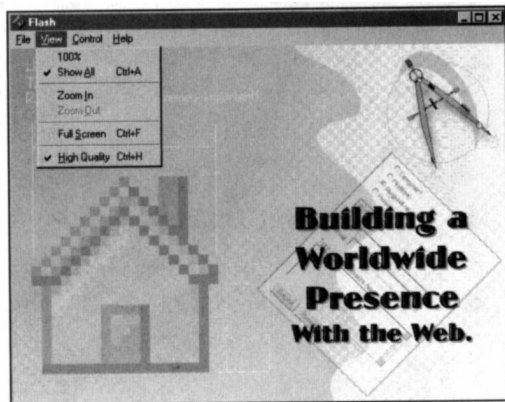 Flash
File View Control Help
100%
✓ Show All Ctrl+A
Zoom In
Zoom Out
Full Screen Ctrl+F
✓ High Quality Ctrl+H
Building a
Worldwide
Presence
With the Web.